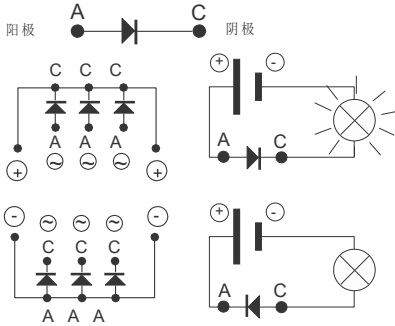 阳极 A C 阴极
C C C
A A A
~ ~ ~
+ +
+ -
A C
- ~ ~ ~ -
C C C
A A A
+ -
A C